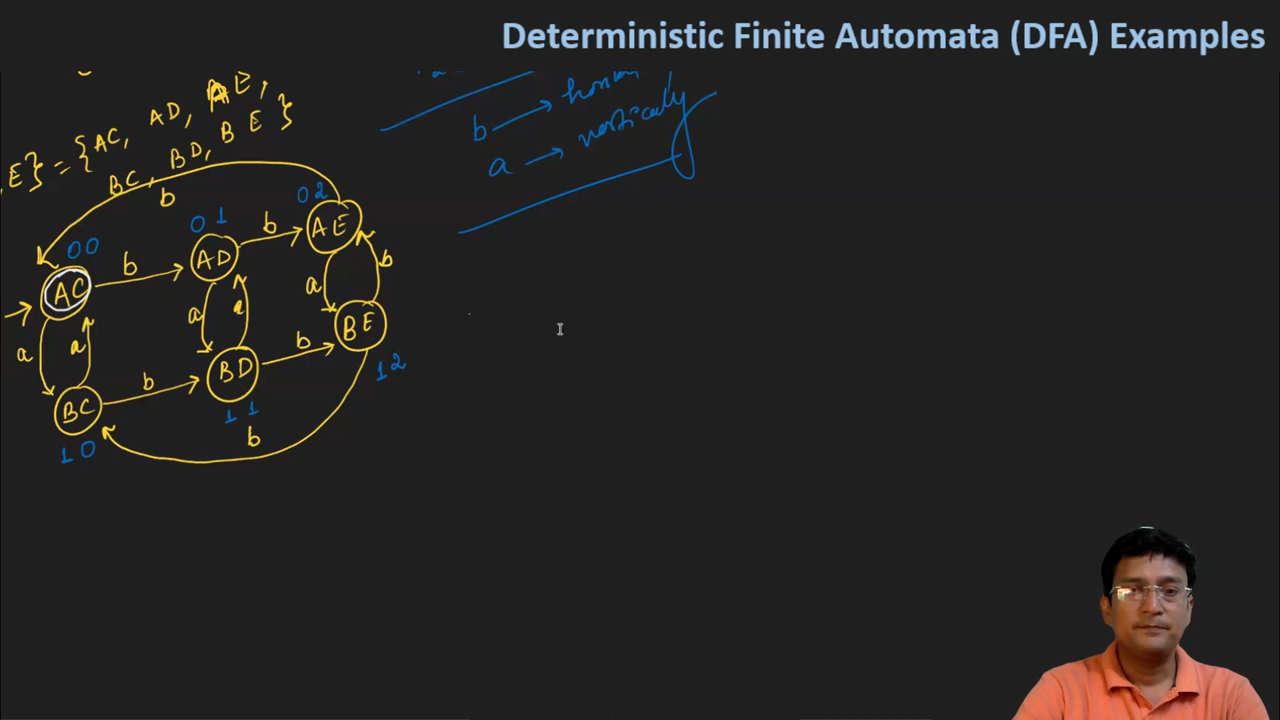 Deterministic Finite Automata (DFA) Examples
b → 
a → vertically
, E} = {AC, AD, AE,
BC, BD, BE}
b
00 01 02
AC b AD b AE
a a a a a b
BC b BD b BE
10 11 12
b